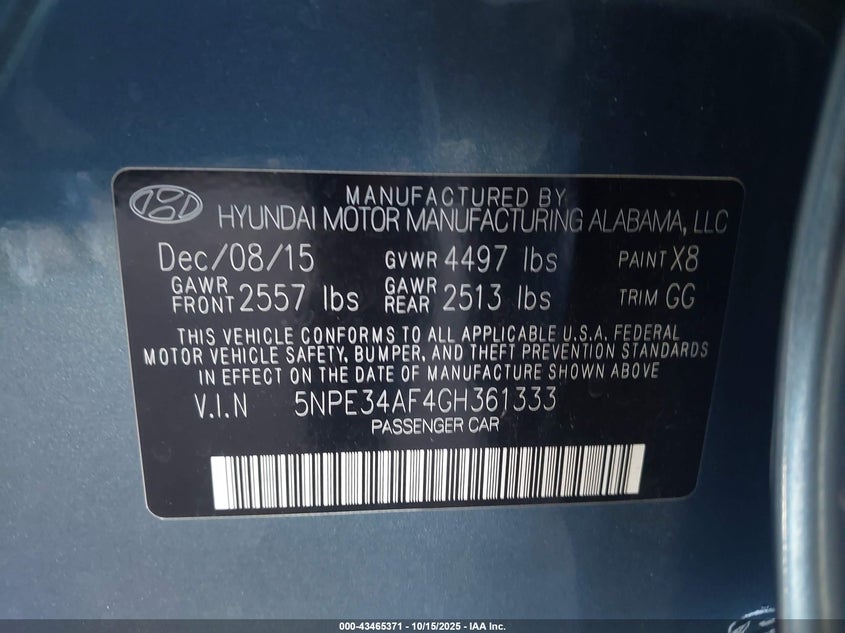 MANUFACTURED BY
HYUNDAI MOTOR MANUFACTURING ALABAMA, LLC
Dec/08/15 GVWR 4497 lbs PAINT X8
GAWR FRONT 2557 lbs GAWR REAR 2513 lbs TRIM GG
THIS VEHICLE CONFORMS TO ALL APPLICABLE U.S.A. FEDERAL
MOTOR VEHICLE SAFETY, BUMPER, AND THEFT PREVENTION STANDARDS
IN EFFECT ON THE DATE OF MANUFACTURE SHOWN ABOVE
V.I.N 5NPE34AF4GH361333
PASSENGER CAR
000-43465371 - 10/15/2025 - IAA Inc.